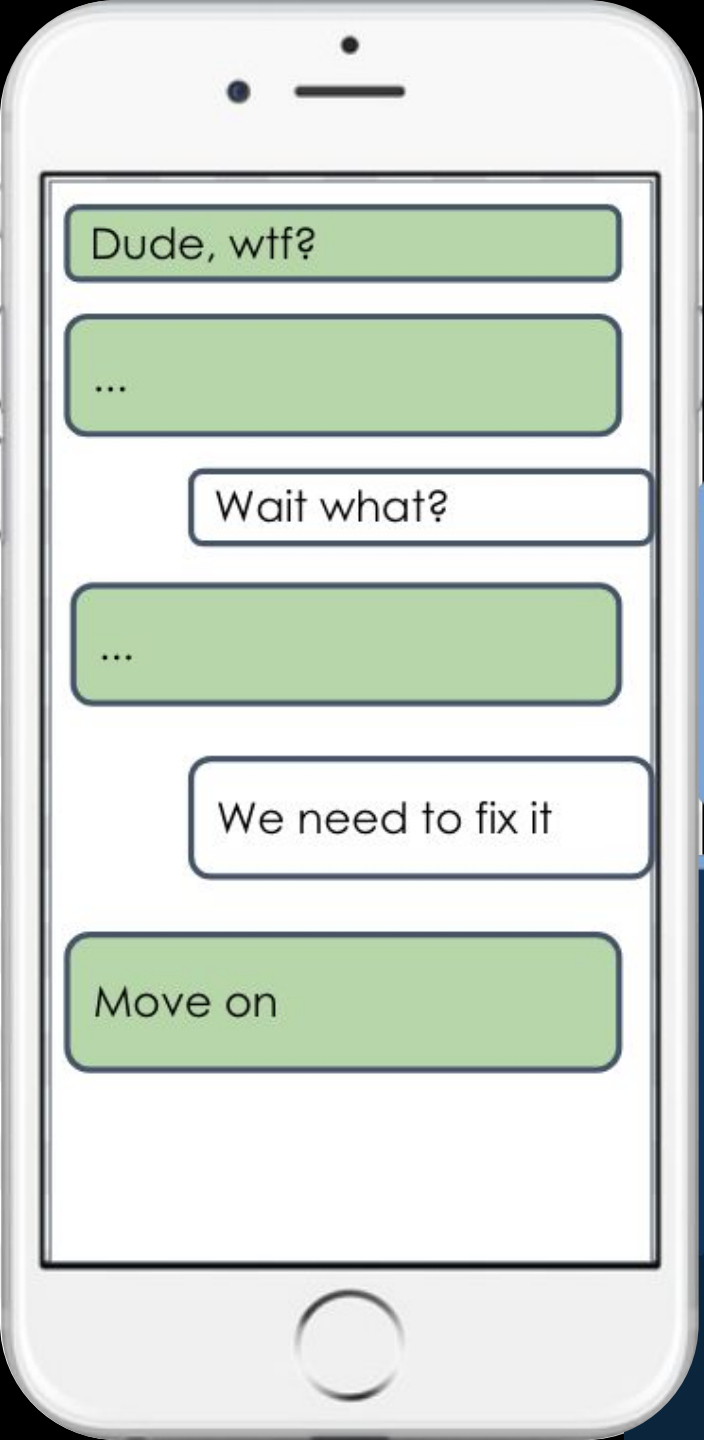 Dude, wtf?
...
Wait what?
...
We need to fix it
Move on